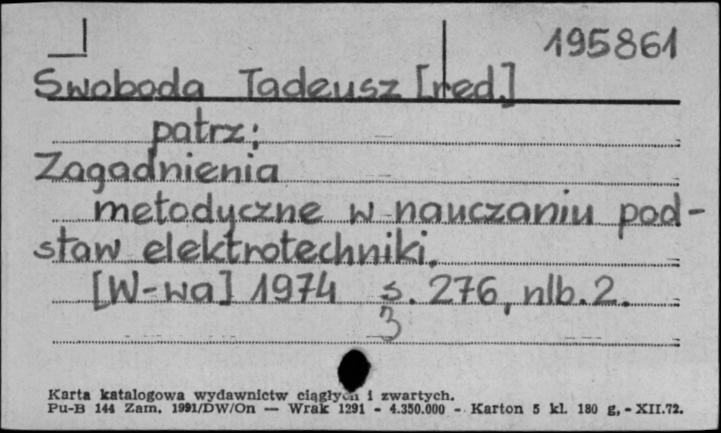 195861
Swoboda Tadeusz [red.]
patrz:
Zagadnienia
metodyczne w nauczaniu pod-
staw elektrotechniki.
[W-wa] 1974 s. 276, nlb. 2.
3
Karta katalogowa wydawnictw ciągłych i zwartych.
Pu-B 144 Zam. 1991/DW/On — Wrak 1291 - 4.350.000 - Karton 5 kl. 180 g, - XII.72.